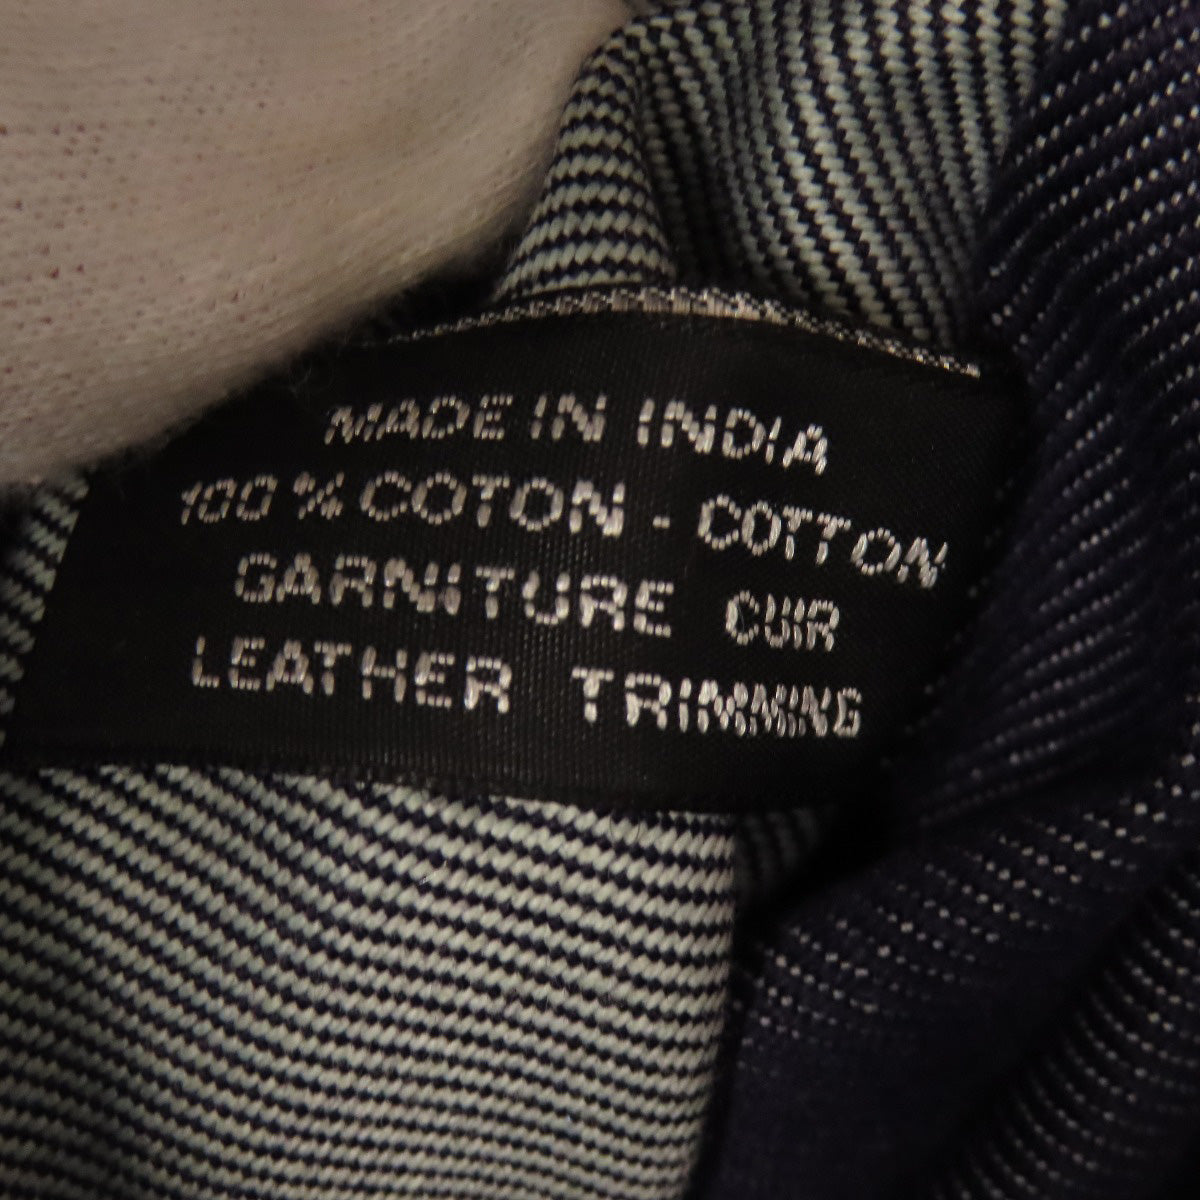 MADE IN INDIA
100% COTON - COTTON
GARNITURE CUIR
LEATHER TRIMMING